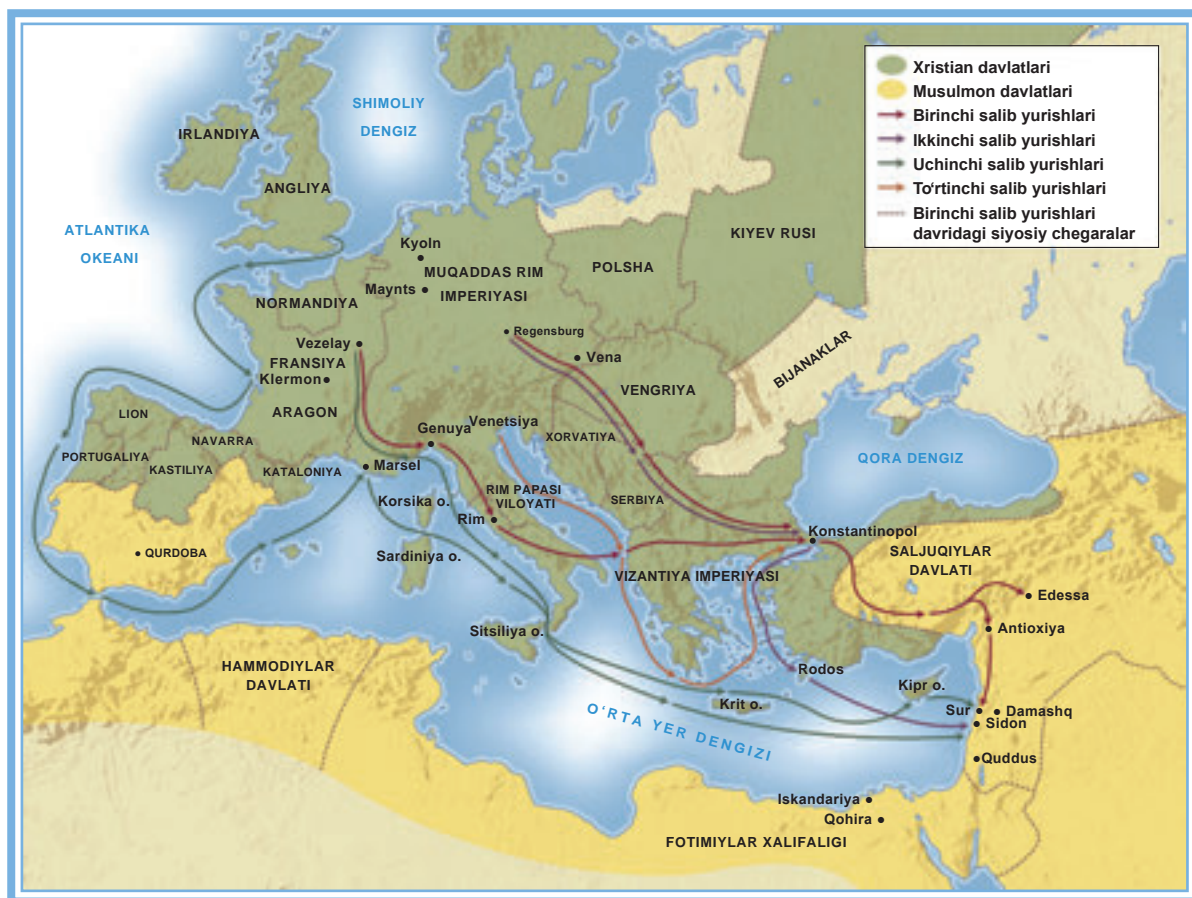 Xristian davlatlari
Musulmon davlatlari
Birinchi salib yurishlari
Ikkinchi salib yurishlari
Uchinchi salib yurishlari
To‘rtinchi salib yurishlari
Birinchi salib yurishlari
davridagi siyosiy chegaralar
SHIMOLIY
DENGIZ
IRLANDIYA
ANGLIYA
ATLANTIKA
OKEANI
KIYEV RUSI
Kyoln
MUQADDAS RIM
IMPERIYASI
POLSHA
Maynts
NORMANDIYA
Regensburg
Vezelay
Vena
FRANSIYA
Klermon
BIJANAKLAR
VENGRIYA
LION
ARAGON
Genuya
Venetsiya
NAVARRA
XORVATIYA
PORTUGALIYA
KASTILIYA
KATALONIYA
Marsel
QORA DENGIZ
RIM PAPASI
VILOYATI
Korsika o.
SERBIYA
Rim
Konstantinopol
QURDOBA
Sardiniya o.
SALJUQIYLAR
DAVLATI
VIZANTIYA IMPERIYASI
Edessa
Antioxiya
Sitsiliya o.
HAMMODIYLAR
DAVLATI
Rodos
Kipr o.
Krit o.
Sur
Damashq
Sidon
O‘RTA YER DENGIZI
Quddus
Iskandariya
Qohira
FOTIMIYLAR XALIFALIGI